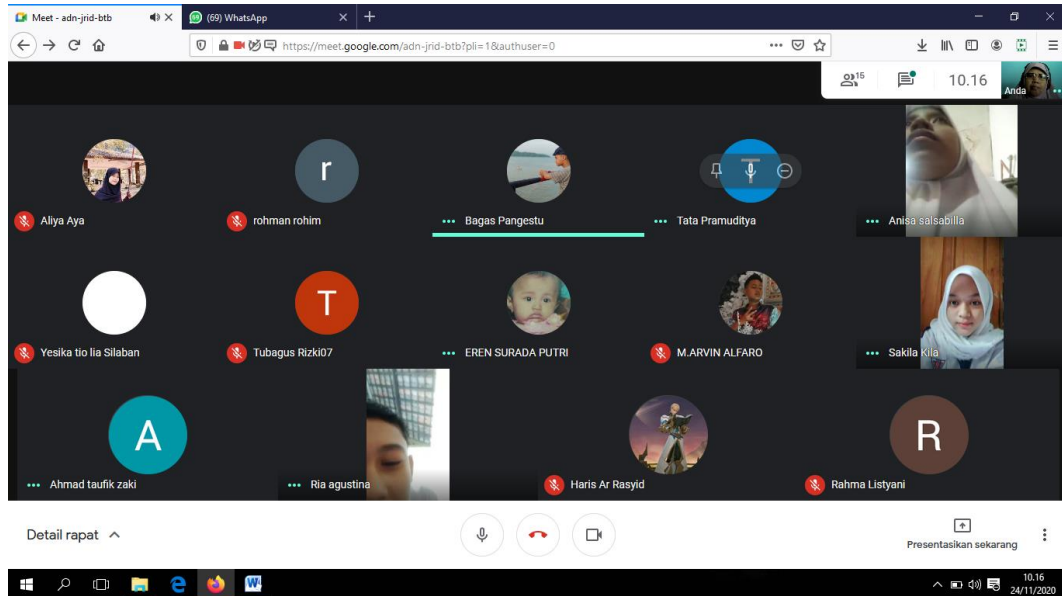 Meet - adn-jrid-btb
(69) WhatsApp
https://meet.google.com/adn-jrid-btb?pli=1&authuser=0
15
10.16
Anda
r
Aliya Aya
rohman rohim
Bagas Pangestu
Tata Pramuditya
Anisa salsabilla
T
Yesika tio lia Silaban
Tubagus Rizki07
EREN SURADA PUTRI
M.ARVIN ALFARO
Sakila Kila
A
R
Ahmad taufik zaki
Ria agustina
Haris Ar Rasyid
Rahma Listyani
Detail rapat
Presentasikan sekarang
10.16
24/11/2020